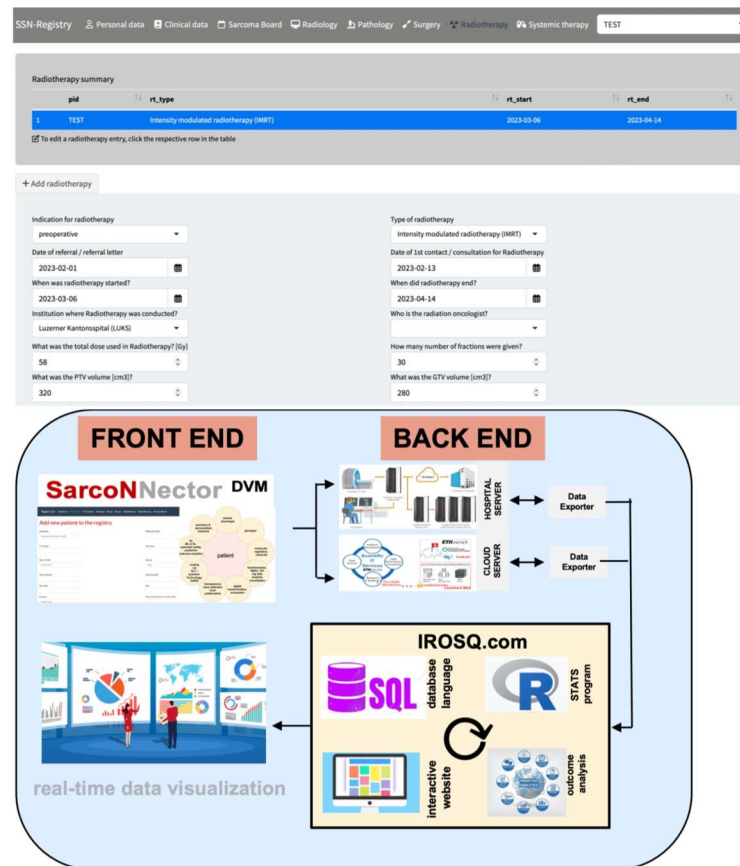 SSN-Registry Personal data Clinical data Sarcoma Board Radiology Pathology Surgery Radiotherapy Systemic therapy TEST
Radiotherapy summary
pid rt_type rt_start rt_end
1 TEST Intensity modulated radiotherapy (IMRT) 2023-03-06 2023-04-14
To edit a radiotherapy entry, click the respective row in the table
+ Add radiotherapy
Indication for radiotherapy
preoperative
Type of radiotherapy
Intensity modulated radiotherapy (IMRT)
Date of referral / referral letter
2023-02-01
Date of 1st contact / consultation for Radiotherapy
2023-02-13
When was radiotherapy started?
2023-03-06
When did radiotherapy end?
2023-04-14
Institution where Radiotherapy was conducted?
Luzerner Kantonsspital (LUKS)
Who is the radiation oncologist?
What was the total dose used in Radiotherapy? [Gy]
58
How many number of fractions were given?
30
What was the PTV volume [cm3]?
320
What was the GTV volume [cm3]?
280
FRONT END
BACK END
SarcoNNector DVM
Add new patient to the registry
patient
HOSPITAL
SERVER
Data
Exporter
CLOUD
SERVER
Data
Exporter
IROSQ.com
SQL
database
language
R
STATS
program
interactive
website
outcome
analysis
real-time data visualization